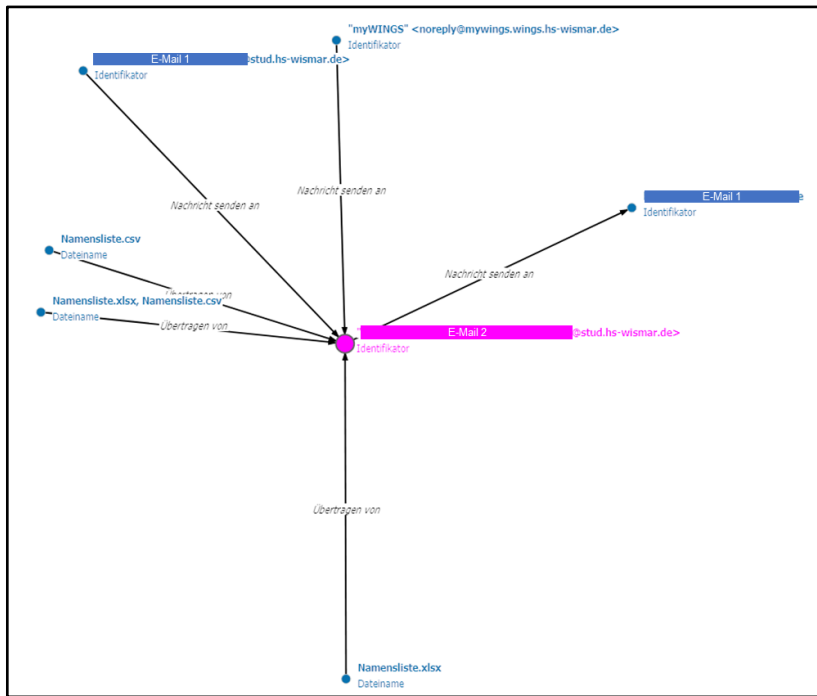 "myWINGS" <noreply@mywings.wings.hs-wismar.de>
Identifikator
E-Mail 1 @stud.hs-wismar.de>
Identifikator
Nachricht senden an
Nachricht senden an
E-Mail 1 e
Identifikator
Nachricht senden an
Namensliste.csv
Dateiname
Übertragen von
Namensliste.xlsx, Namensliste.csv
Dateiname
Übertragen von
" E-Mail 2 @stud.hs-wismar.de>
Identifikator
Übertragen von
Namensliste.xlsx
Dateiname